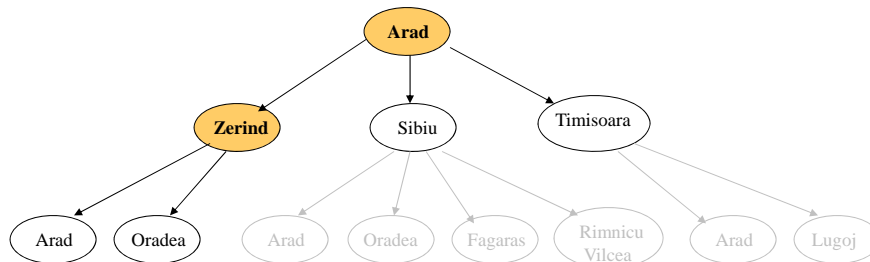 Arad
Zerind
Sibiu
Timisoara
Arad
Oradea
Arad
Oradea
Fagaras
Rimnicu
Vilcea
Arad
Lugoj